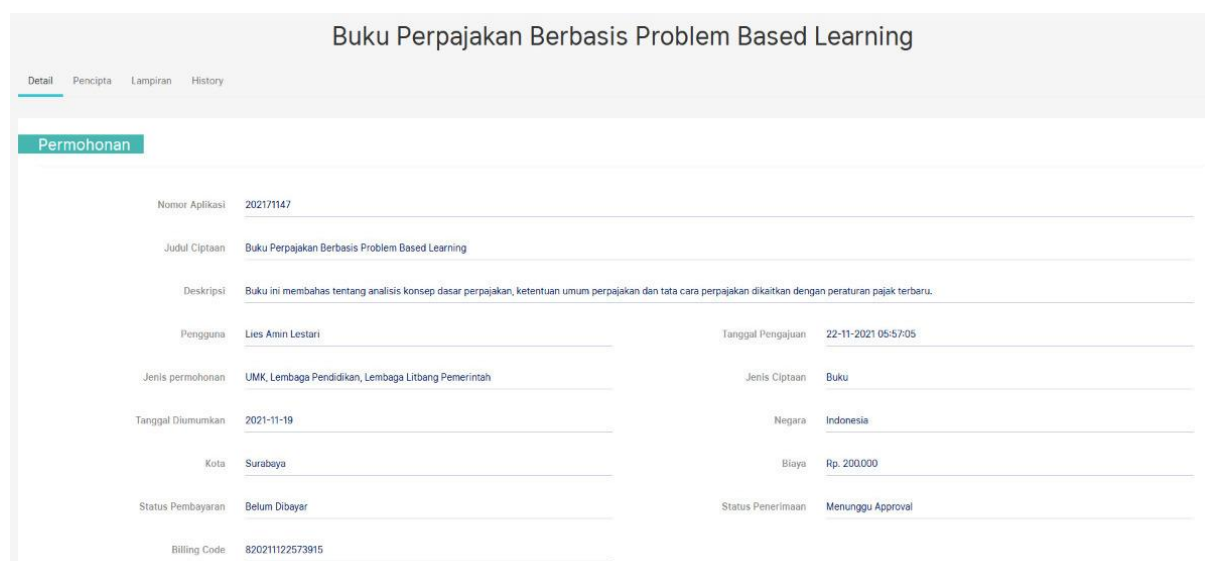 Buku Perpajakan Berbasis Problem Based Learning
Detail Pencipta Lampiran History
Permohonan
Nomor Aplikasi 202171147
Judul Ciptaan Buku Perpajakan Berbasis Problem Based Learning
Deskripsi Buku ini membahas tentang analisis konsep dasar perpajakan, ketentuan umum perpajakan dan tata cara perpajakan dikaitkan dengan peraturan pajak terbaru.
Pengguna Lies Amin Lestari Tanggal Pengajuan 22-11-2021 05:57:05
Jenis permohonan UMK, Lembaga Pendidikan, Lembaga Litbang Pemerintah Jenis Ciptaan Buku
Tanggal Diumumkan 2021-11-19 Negara Indonesia
Kota Surabaya Biaya Rp. 200.000
Status Pembayaran Belum Dibayar Status Penerimaan Menunggu Approval
Billing Code 820211122573915